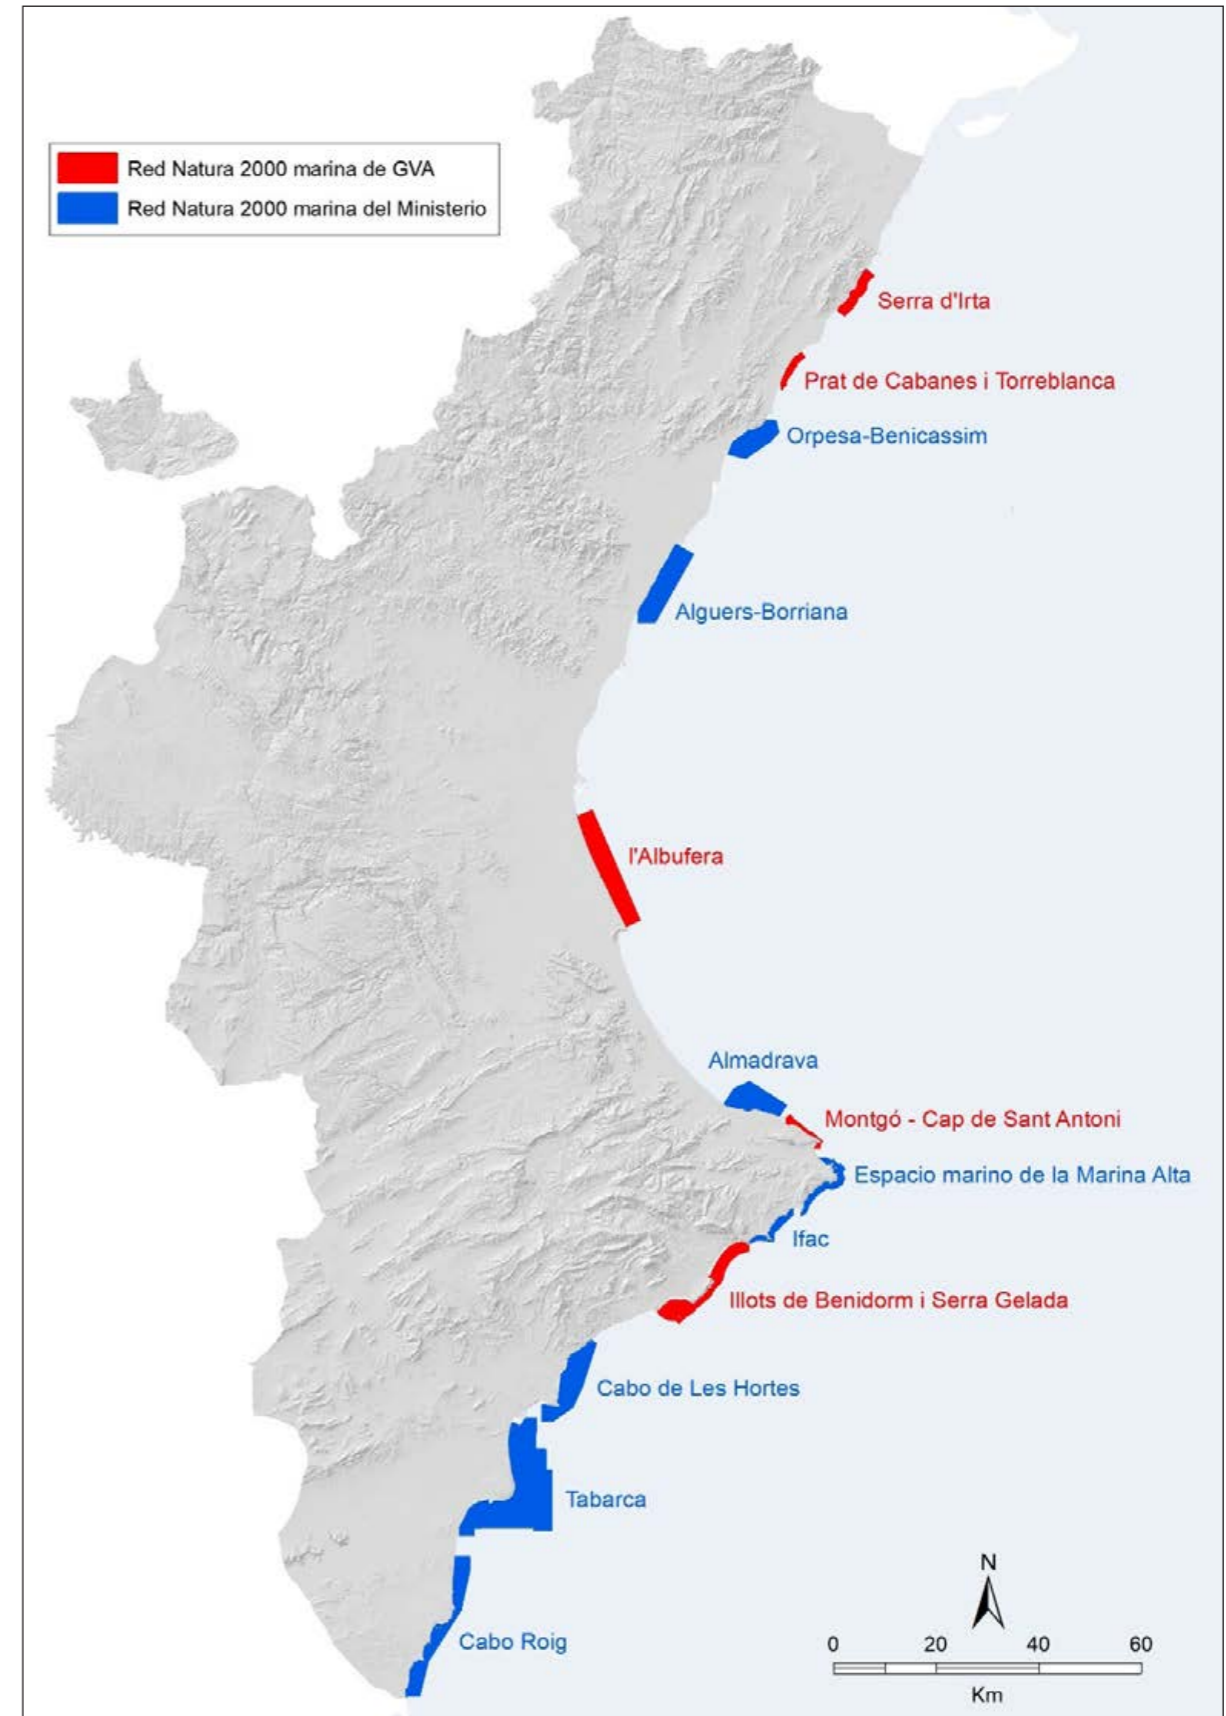 Red Natura 2000 marina de GVA
Red Natura 2000 marina del Ministerio
Serra d'Irta
Prat de Cabanes i Torreblanca
Orpesa-Benicassim
Alguers-Borriana
l'Albufera
Almadrava
Montgó - Cap de Sant Antoni
Espacio marino de la Marina Alta
Ifac
Illots de Benidorm i Serra Gelada
Cabo de Les Hortes
Tabarca
Cabo Roig
N
0 20 40 60
Km